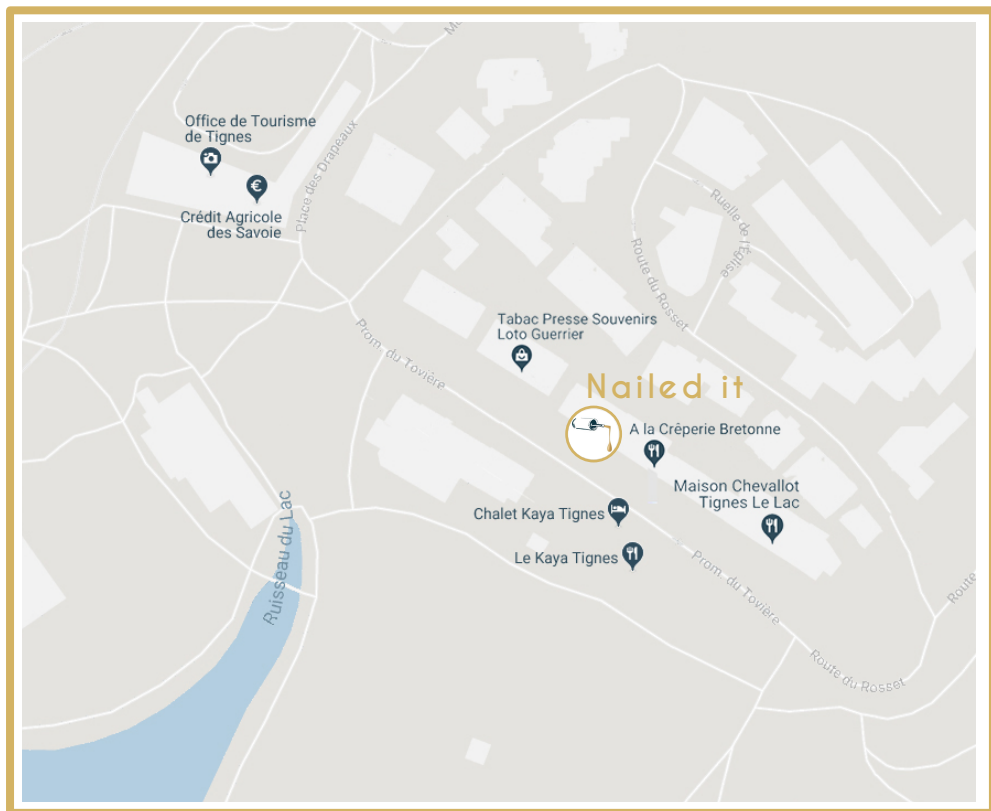 Office de Tourisme
de Tignes
Crédit Agricole
des Savoie
Place des Drapeaux
Ruelle de l'Église
Route du Rosset
Prom. du Tovière
Tabac Presse Souvenirs
Loto Guerrier
Nailed it
A la Crêperie Bretonne
Maison Chevallot
Tignes Le Lac
Chalet Kaya Tignes
Le Kaya Tignes
Ruisseau du Lac
Prom. du Tovière
Route du Rosset
Route